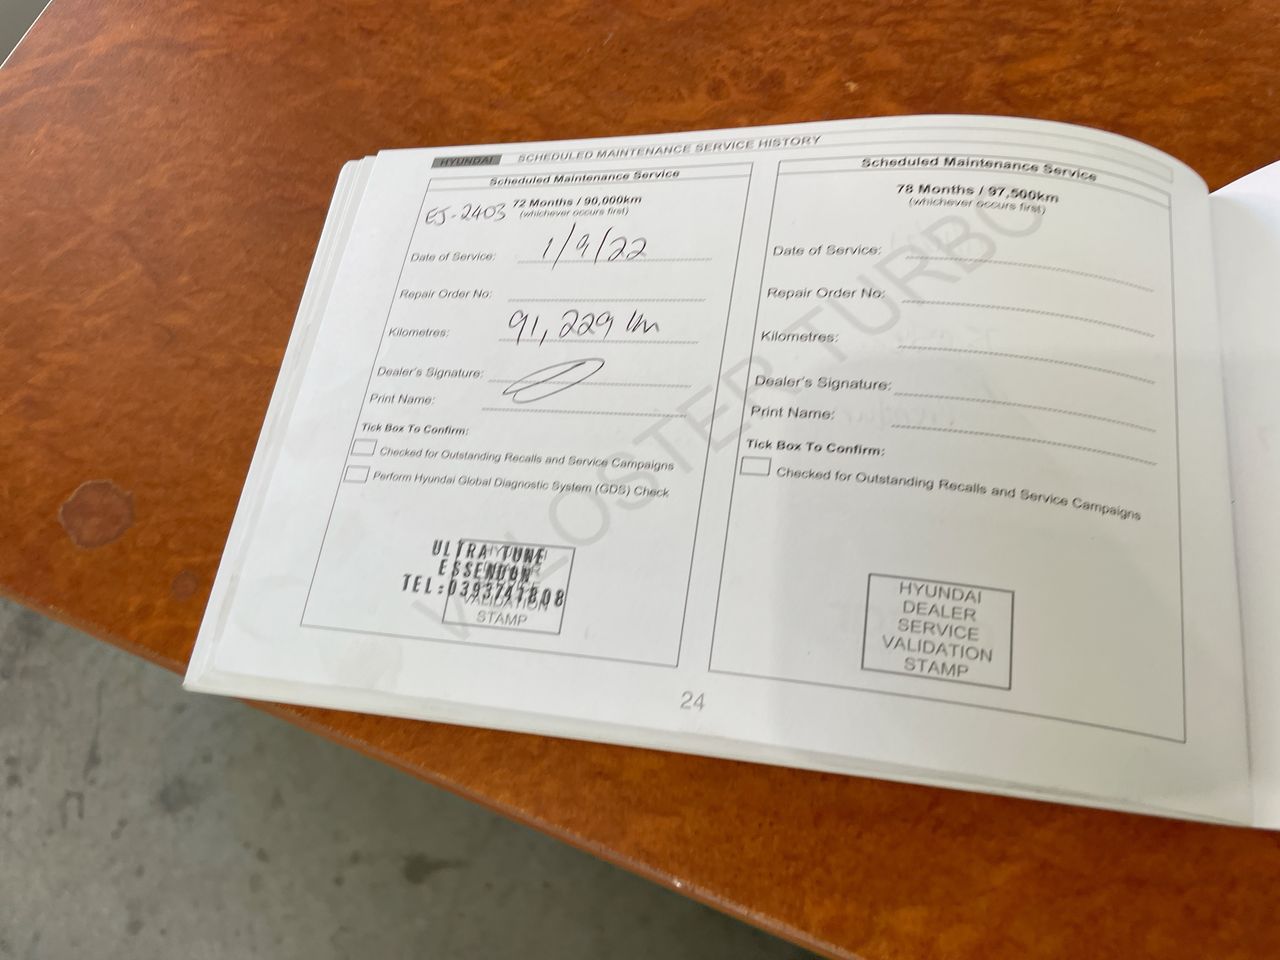 HYUNDAI SCHEDULED MAINTENANCE SERVICE HISTORY
Scheduled Maintenance Service
EJ-2403 72 Months / 90,000km
(whichever occurs first)
Date of Service: 1/9/22
Repair Order No:
Kilometres: 91,229 km
Dealer's Signature:
Print Name:
Tick Box To Confirm:
Checked for Outstanding Recalls and Service Campaigns
Perform Hyundai Global Diagnostic System (GDS) Check
ULTRA TUNE
ESSENDON
TEL:0393747808
VALIDATION
STAMP
Scheduled Maintenance Service
78 Months / 97,500km
(whichever occurs first)
Date of Service:
Repair Order No:
Kilometres:
Dealer's Signature:
Print Name:
Tick Box To Confirm:
Checked for Outstanding Recalls and Service Campaigns
HYUNDAI
DEALER
SERVICE
VALIDATION
STAMP
VELOSTER TURBO
24